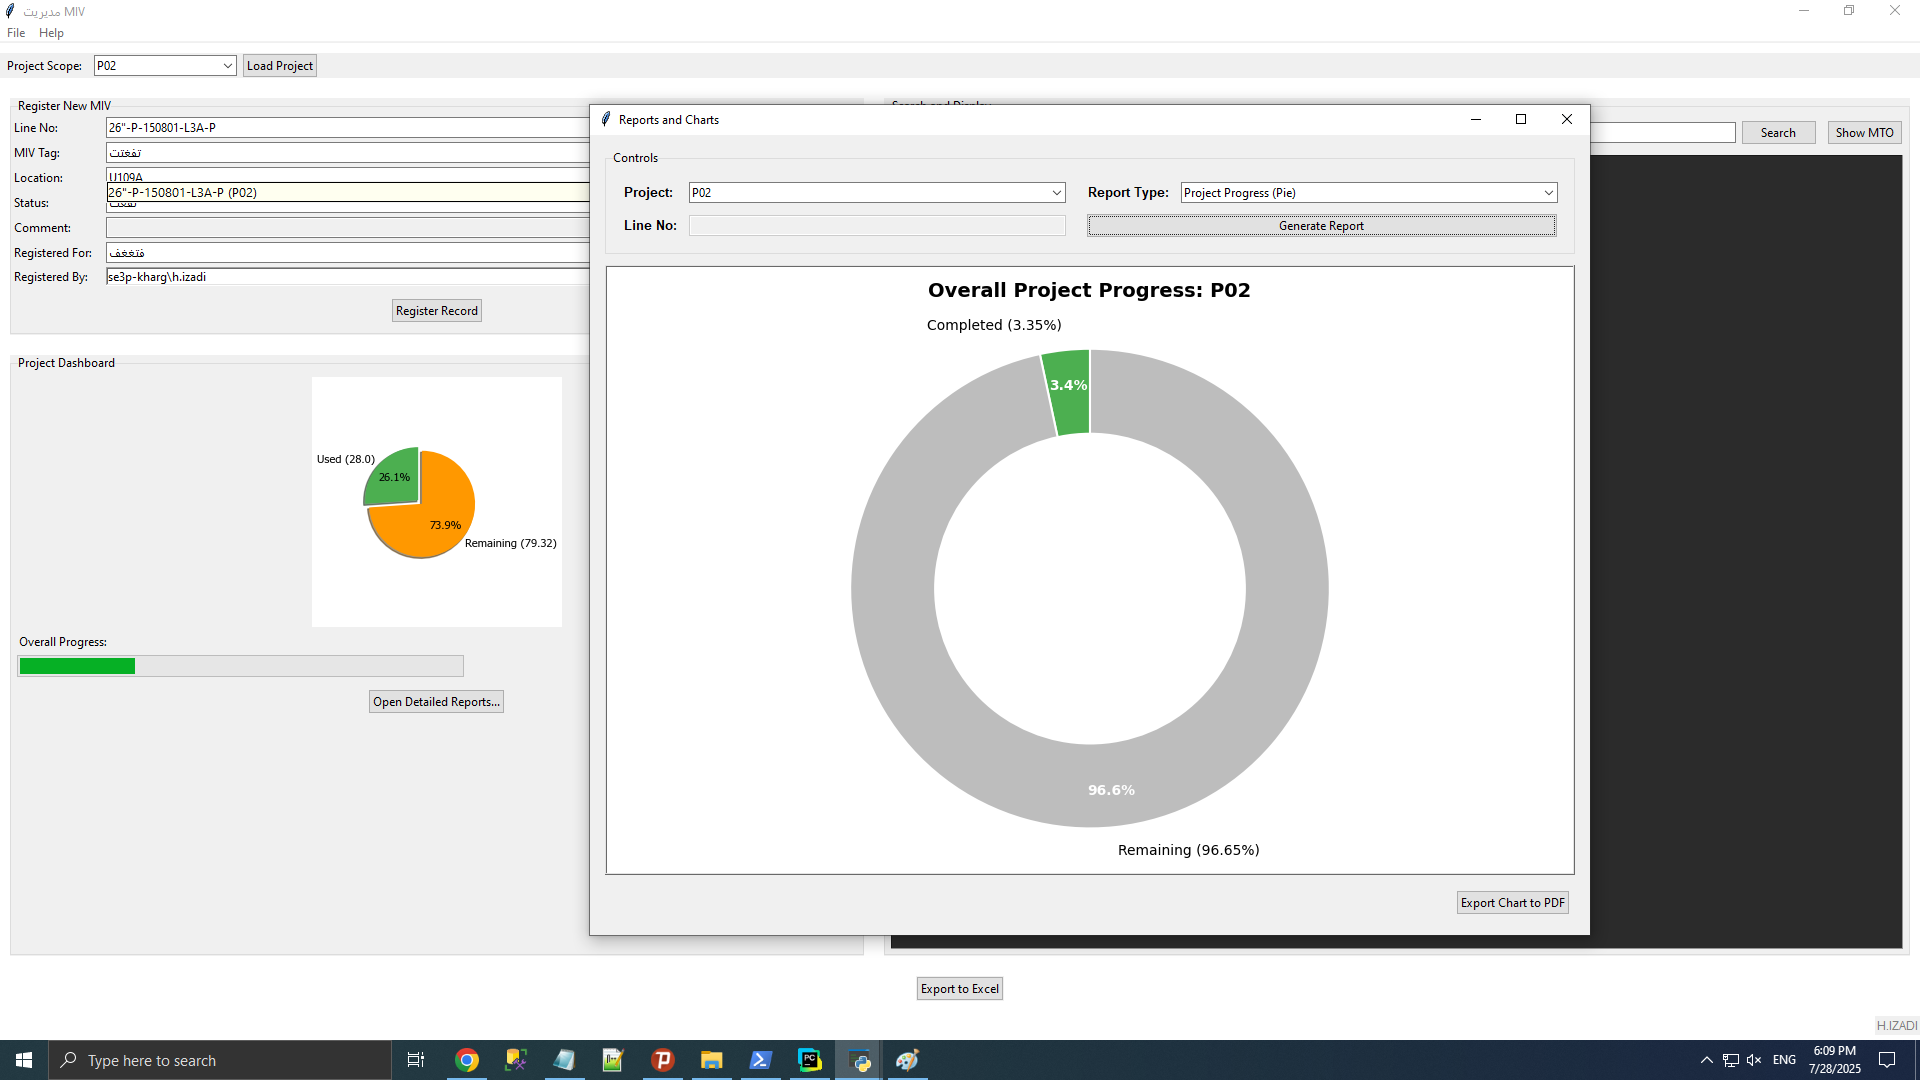 مدیریت MIV
File Help
Project Scope: P02 Load Project
Register New MIV
Line No: 26"-P-150801-L3A-P
MIV Tag: تفغتت
Location: U109A
26"-P-150801-L3A-P (P02)
Status:
Comment:
Registered For: فتغغف
Registered By: se3p-kharg\h.izadi
Register Record
Project Dashboard
Used (28.0)
26.1%
73.9%
Remaining (79.32)
Overall Progress:
Open Detailed Reports...
Search and Display
Search Show MTO
Reports and Charts
Controls
Project: P02 Report Type: Project Progress (Pie)
Line No: Generate Report
Overall Project Progress: P02
Completed (3.35%)
3.4%
96.6%
Remaining (96.65%)
Export Chart to PDF
Export to Excel
H.IZADI
Type here to search
ENG
6:09 PM
7/28/2025